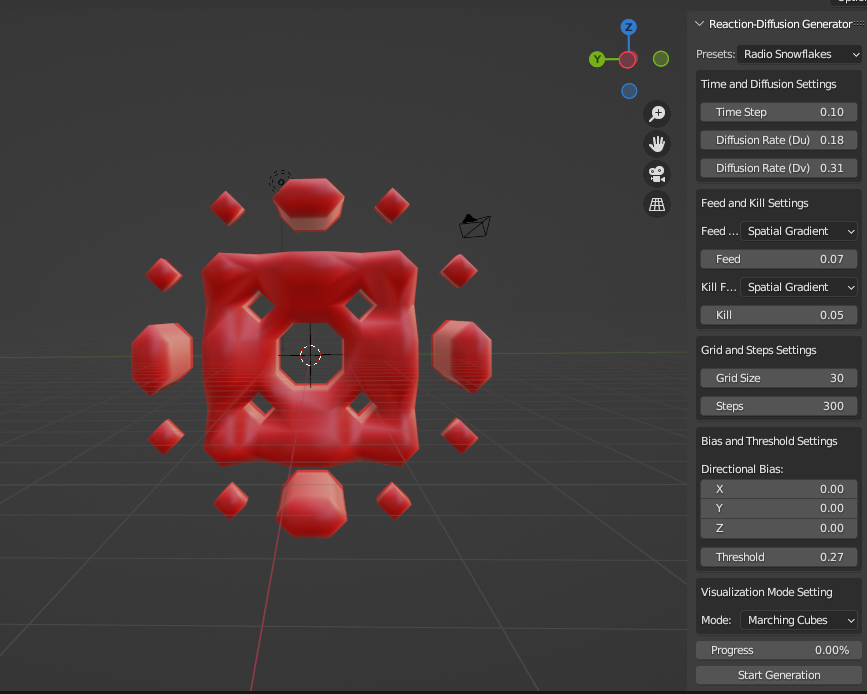 Reaction-Diffusion Generator
Z
Y
Presets: Radio Snowflakes
Time and Diffusion Settings
Time Step 0.10
Diffusion Rate (Du) 0.18
Diffusion Rate (Dv) 0.31
Feed and Kill Settings
Feed ... Spatial Gradient
Feed 0.07
Kill F... Spatial Gradient
Kill 0.05
Grid and Steps Settings
Grid Size 30
Steps 300
Bias and Threshold Settings
Directional Bias:
X 0.00
Y 0.00
Z 0.00
Threshold 0.27
Visualization Mode Setting
Mode: Marching Cubes
Progress 0.00%
Start Generation